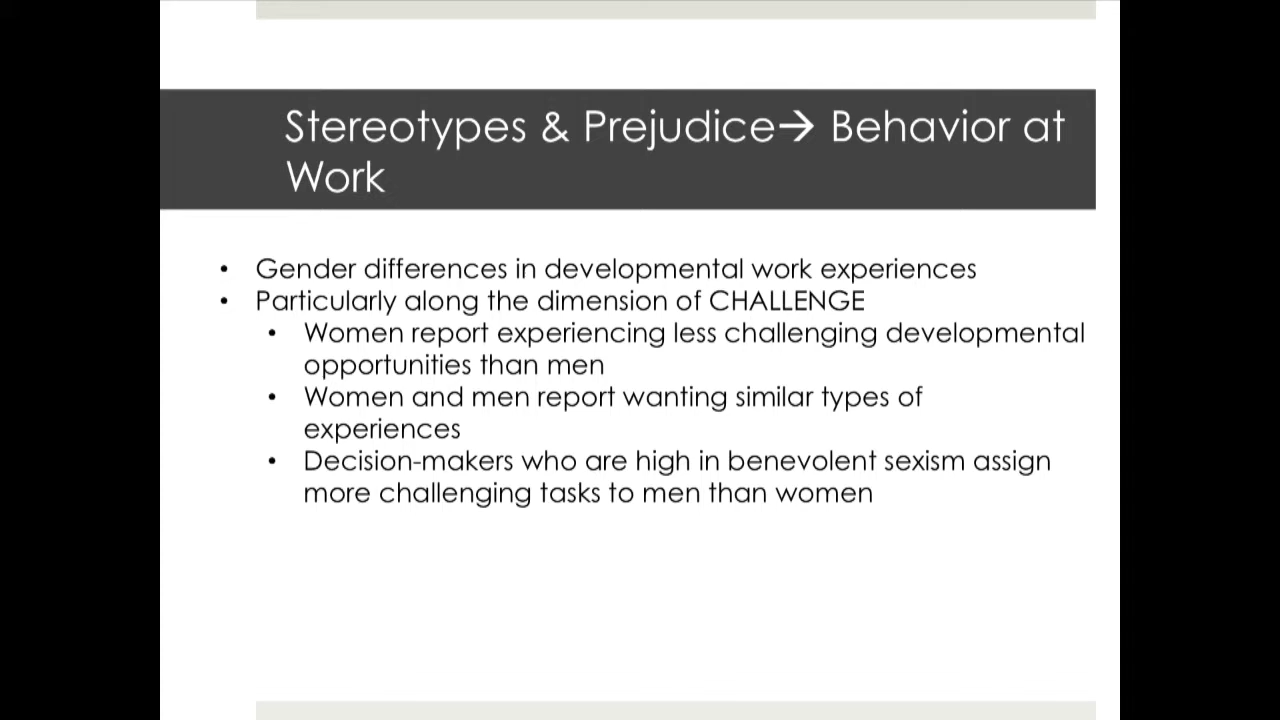 Stereotypes & Prejudice→ Behavior at
Work
• Gender differences in developmental work experiences
• Particularly along the dimension of CHALLENGE
• Women report experiencing less challenging developmental
opportunities than men
• Women and men report wanting similar types of
experiences
• Decision-makers who are high in benevolent sexism assign
more challenging tasks to men than women